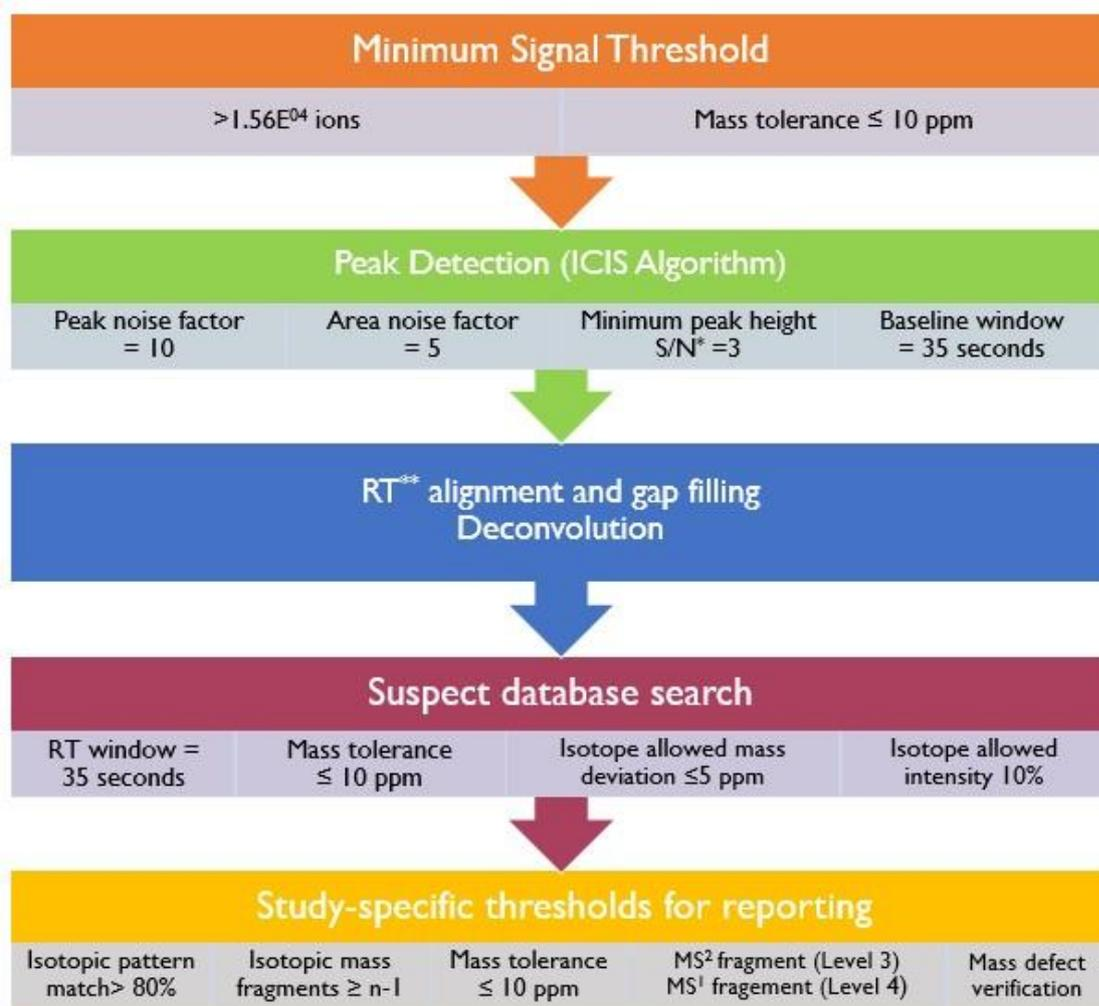 Minimum Signal Threshold
>1.56E⁰⁴ ions
Mass tolerance ≤ 10 ppm
Peak Detection (ICIS Algorithm)
Peak noise factor
= 10
Area noise factor
= 5
Minimum peak height
S/N* =3
Baseline window
= 35 seconds
RT** alignment and gap filling
Deconvolution
Suspect database search
RT window =
35 seconds
Mass tolerance
≤ 10 ppm
Isotope allowed mass
deviation ≤5 ppm
Isotope allowed
intensity 10%
Study-specific thresholds for reporting
Isotopic pattern
match> 80%
Isotopic mass
fragments ≥ n-1
Mass tolerance
≤ 10 ppm
MS² fragment (Level 3)
MS¹ fragement (Level 4)
Mass defect
verification